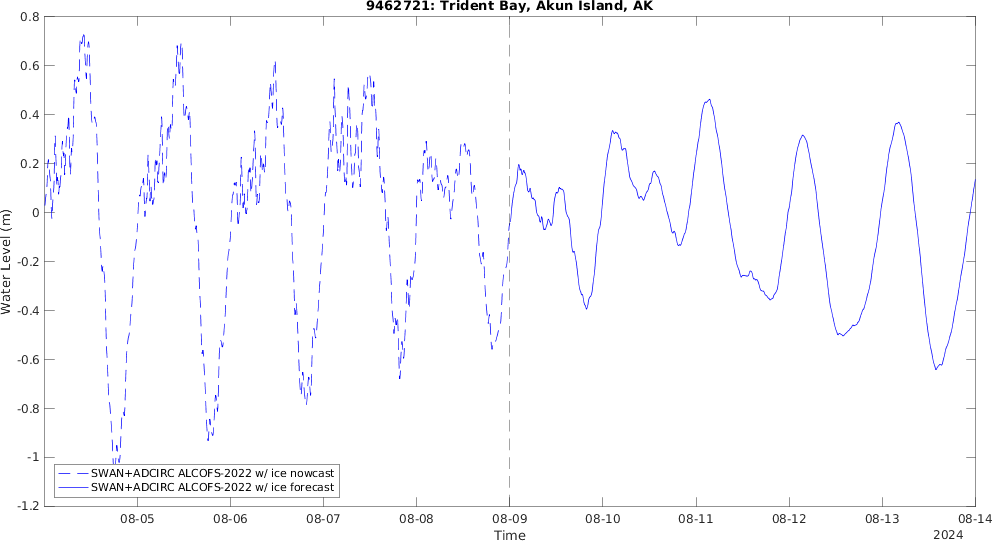 9462721: Trident Bay, Akun Island, AK
0.8
0.6
0.4
0.2
0
-0.2
-0.4
-0.6
-0.8
-1
-1.2
Water Level (m)
SWAN+ADCIRC ALCOFS-2022 w/ ice nowcast
SWAN+ADCIRC ALCOFS-2022 w/ ice forecast
08-05 08-06 08-07 08-08 08-09 08-10 08-11 08-12 08-13 08-14
Time
2024